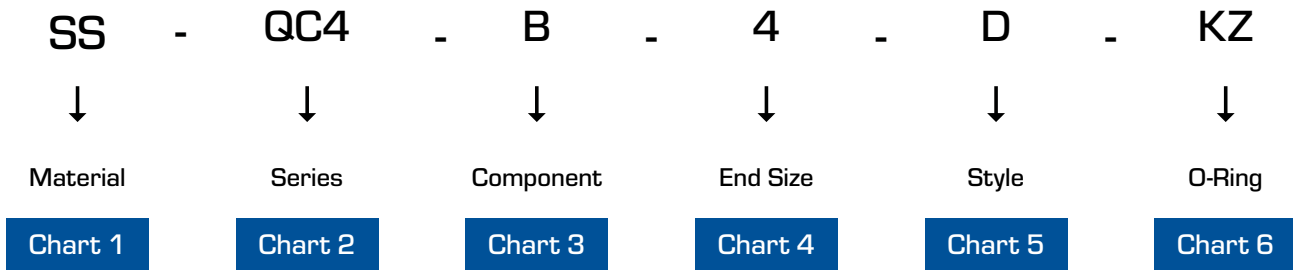 SS - QC4 - B - 4 - D - KZ
↓ ↓ ↓ ↓ ↓ ↓
Material Series Component End Size Style O-Ring
Chart 1 Chart 2 Chart 3 Chart 4 Chart 5 Chart 6